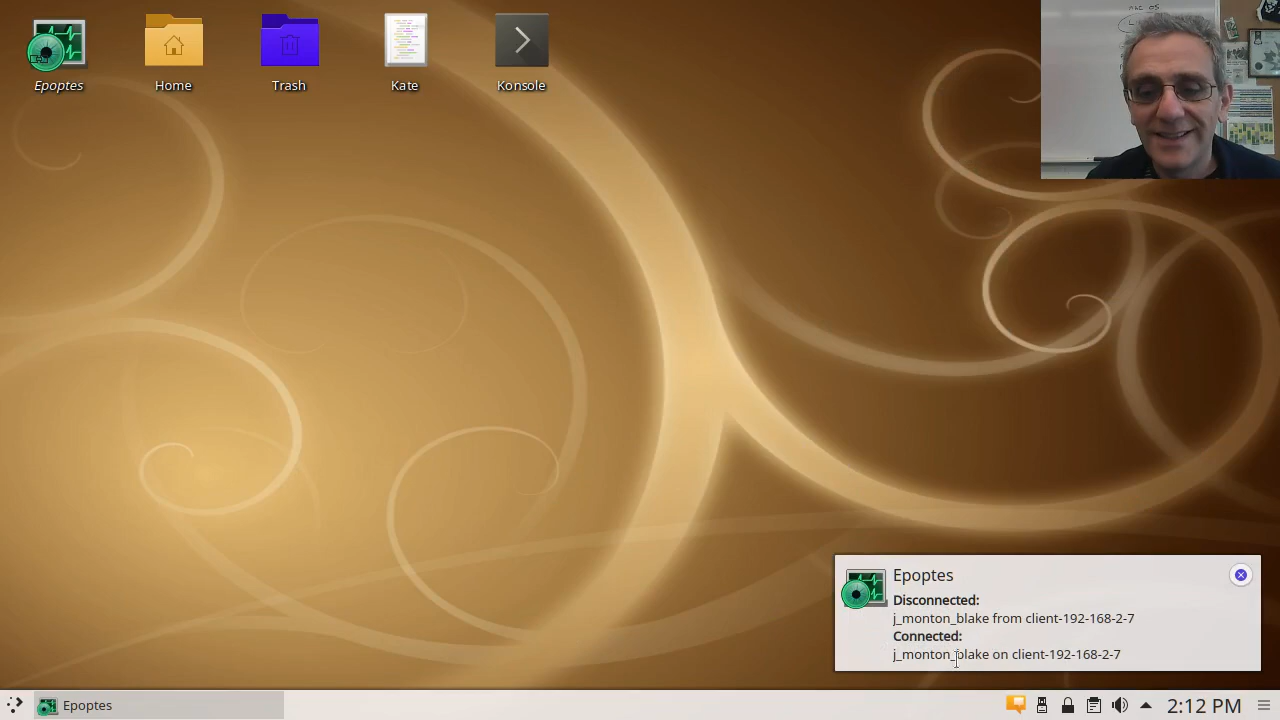 Epoptes
Home
Trash
Kate
Konsole
Epoptes
Disconnected:
j_monton_blake from client-192-168-2-7
Connected:
j_monton_blake on client-192-168-2-7
Epoptes
2:12 PM